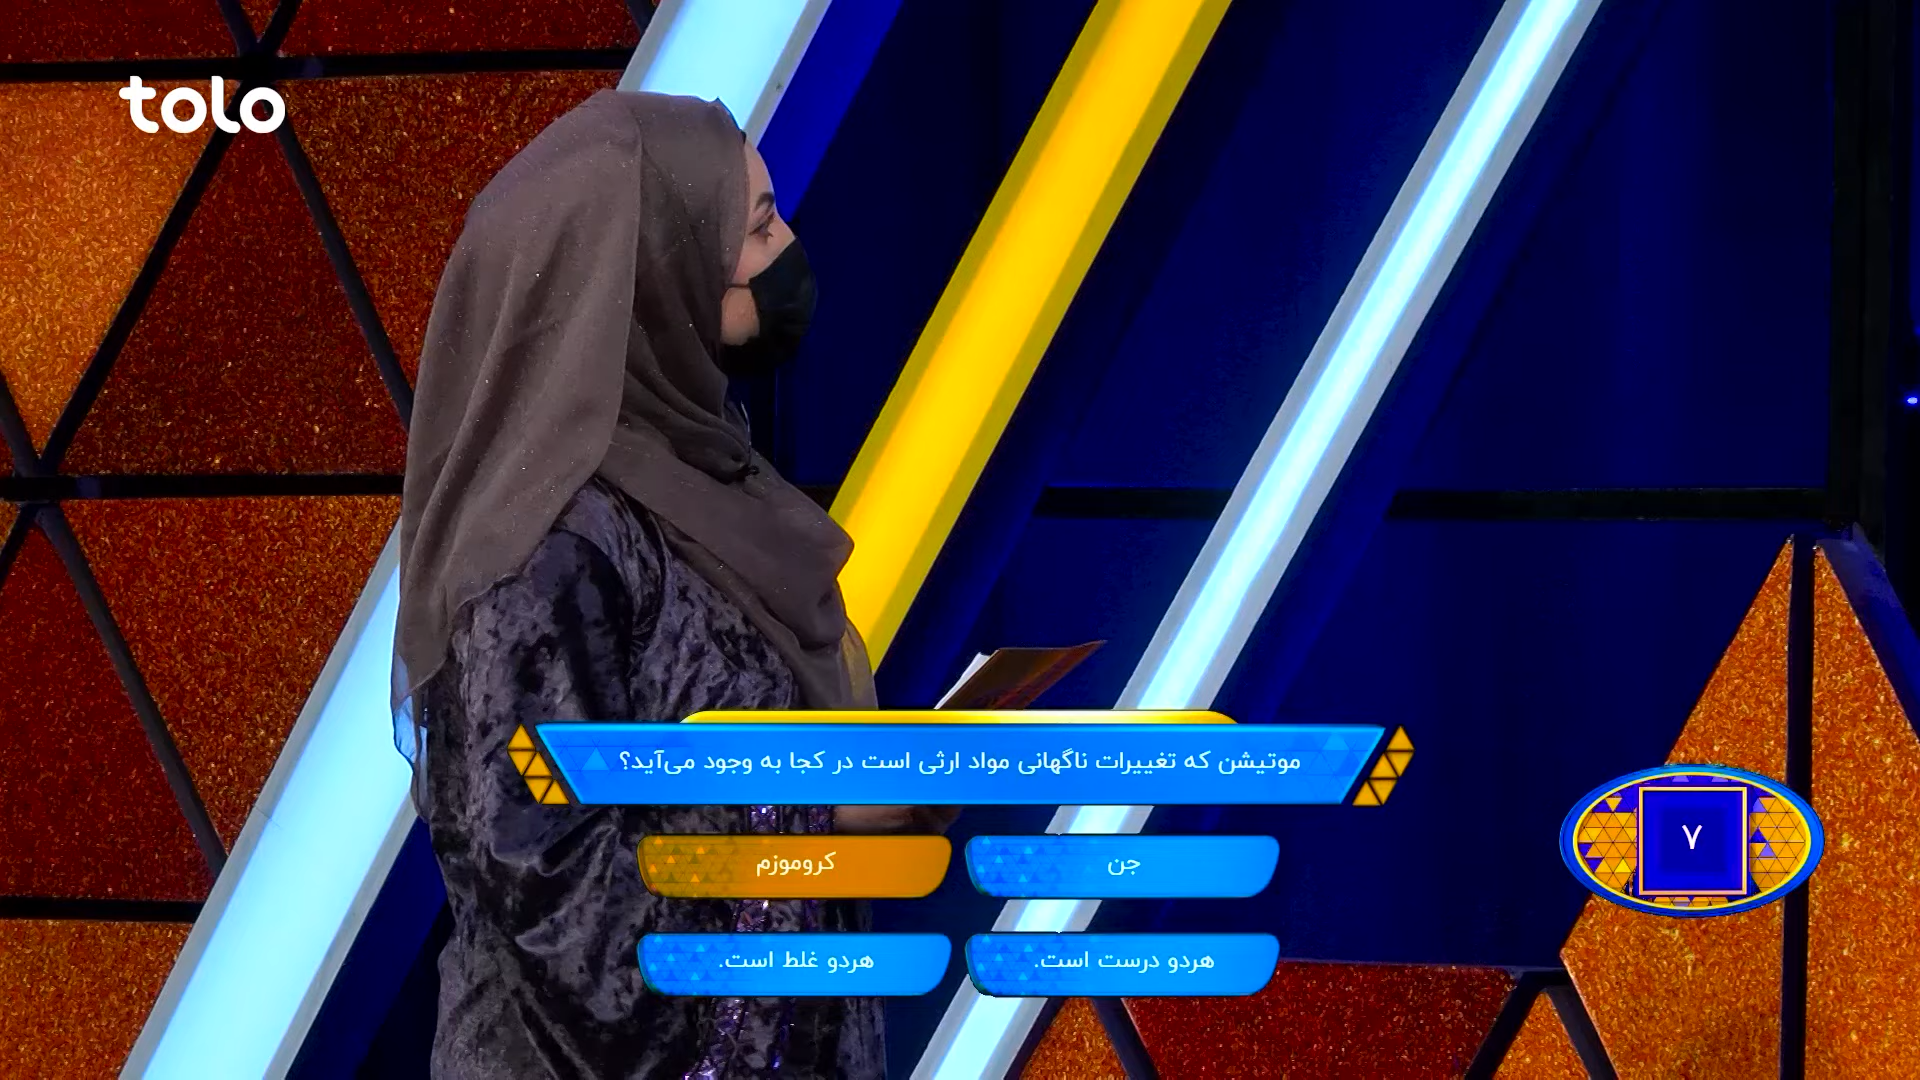 tolo
موتیشن که تغییرات ناگهانی مواد ارثی است در کجا به وجود می‌آید؟
جن
کروموزم
هردو درست است.
هردو غلط است.
۷